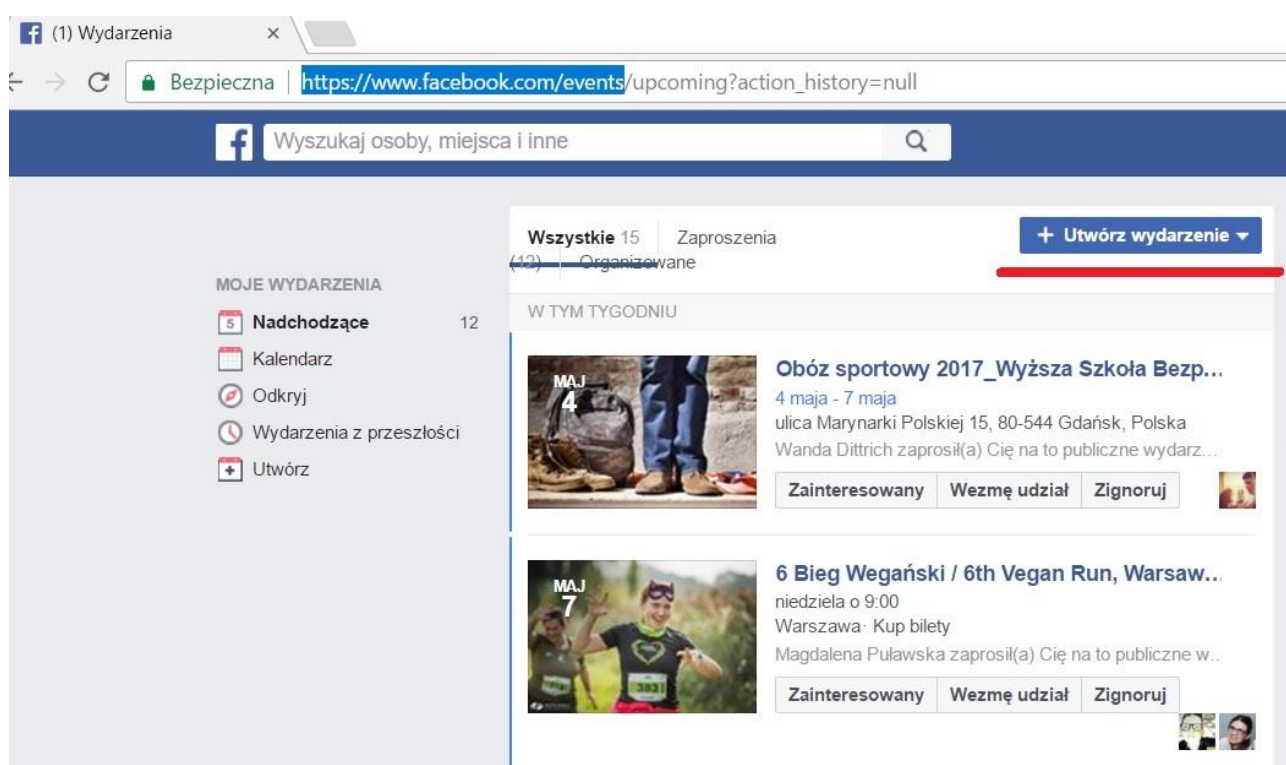 (1) Wydarzenia
Bezpieczna https://www.facebook.com/events/upcoming?action_history=null
Wyszukaj osoby, miejsca i inne
Wszystkie 15 Zaproszenia
(12) Organizowane
+ Utwórz wydarzenie
MOJE WYDARZENIA
5 Nadchodzące 12
Kalendarz
Odkryj
Wydarzenia z przeszłości
Utwórz
W TYM TYGODNIU
MAJ
4
Obóz sportowy 2017_Wyższa Szkoła Bezp...
4 maja - 7 maja
ulica Marynarki Polskiej 15, 80-544 Gdańsk, Polska
Wanda Dittrich zaprosił(a) Cię na to publiczne wydarz...
Zainteresowany Wezmę udział Zignoruj
MAJ
7
6 Bieg Wegański / 6th Vegan Run, Warsaw...
niedziela o 9:00
Warszawa · Kup bilety
Magdalena Puławska zaprosił(a) Cię na to publiczne w..
Zainteresowany Wezmę udział Zignoruj